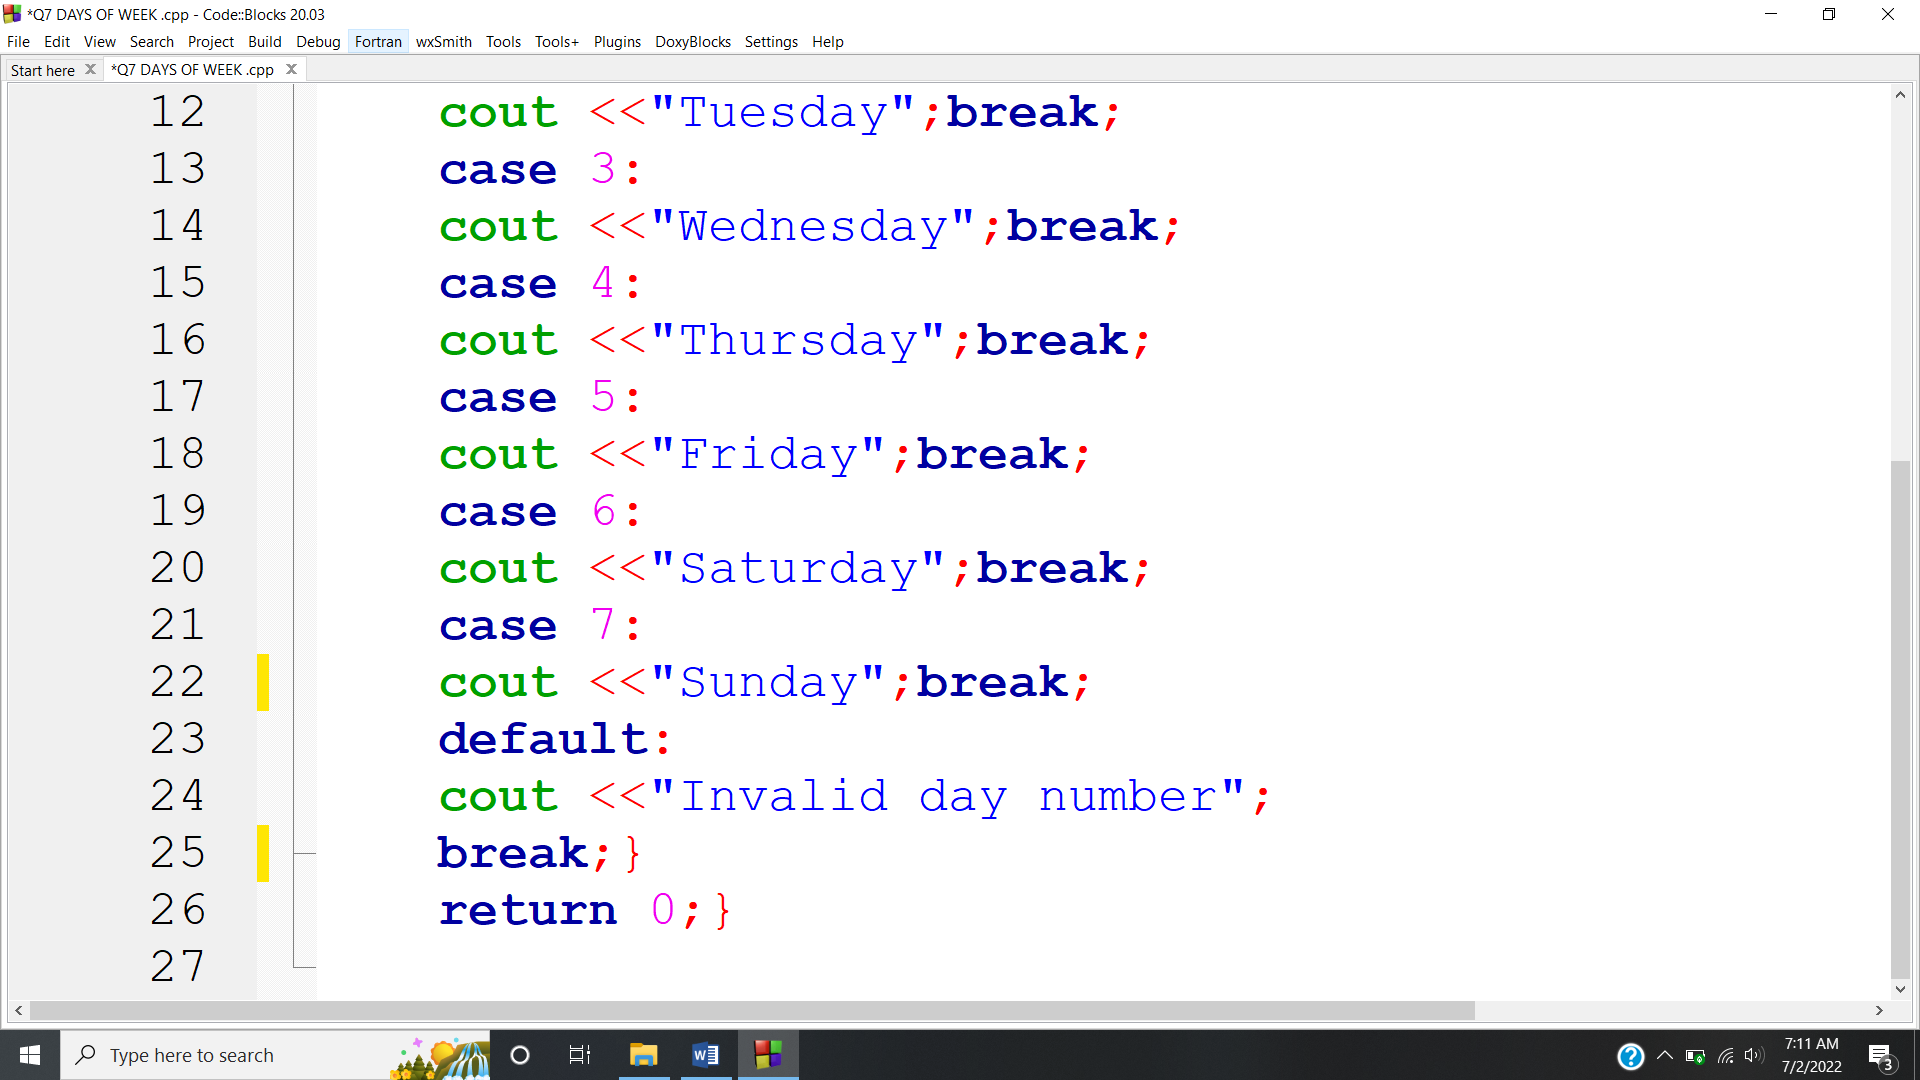 *Q7 DAYS OF WEEK .cpp - Code::Blocks 20.03
File Edit View Search Project Build Debug Fortran wxSmith Tools Tools+ Plugins DoxyBlocks Settings Help
Start here *Q7 DAYS OF WEEK .cpp
12 cout <<"Tuesday";break;
13 case 3:
14 cout <<"Wednesday";break;
15 case 4:
16 cout <<"Thursday";break;
17 case 5:
18 cout <<"Friday";break;
19 case 6:
20 cout <<"Saturday";break;
21 case 7:
22 cout <<"Sunday";break;
23 default:
24 cout <<"Invalid day number";
25 break;}
26 return 0;}
27
Type here to search
7:11 AM
7/2/2022
3